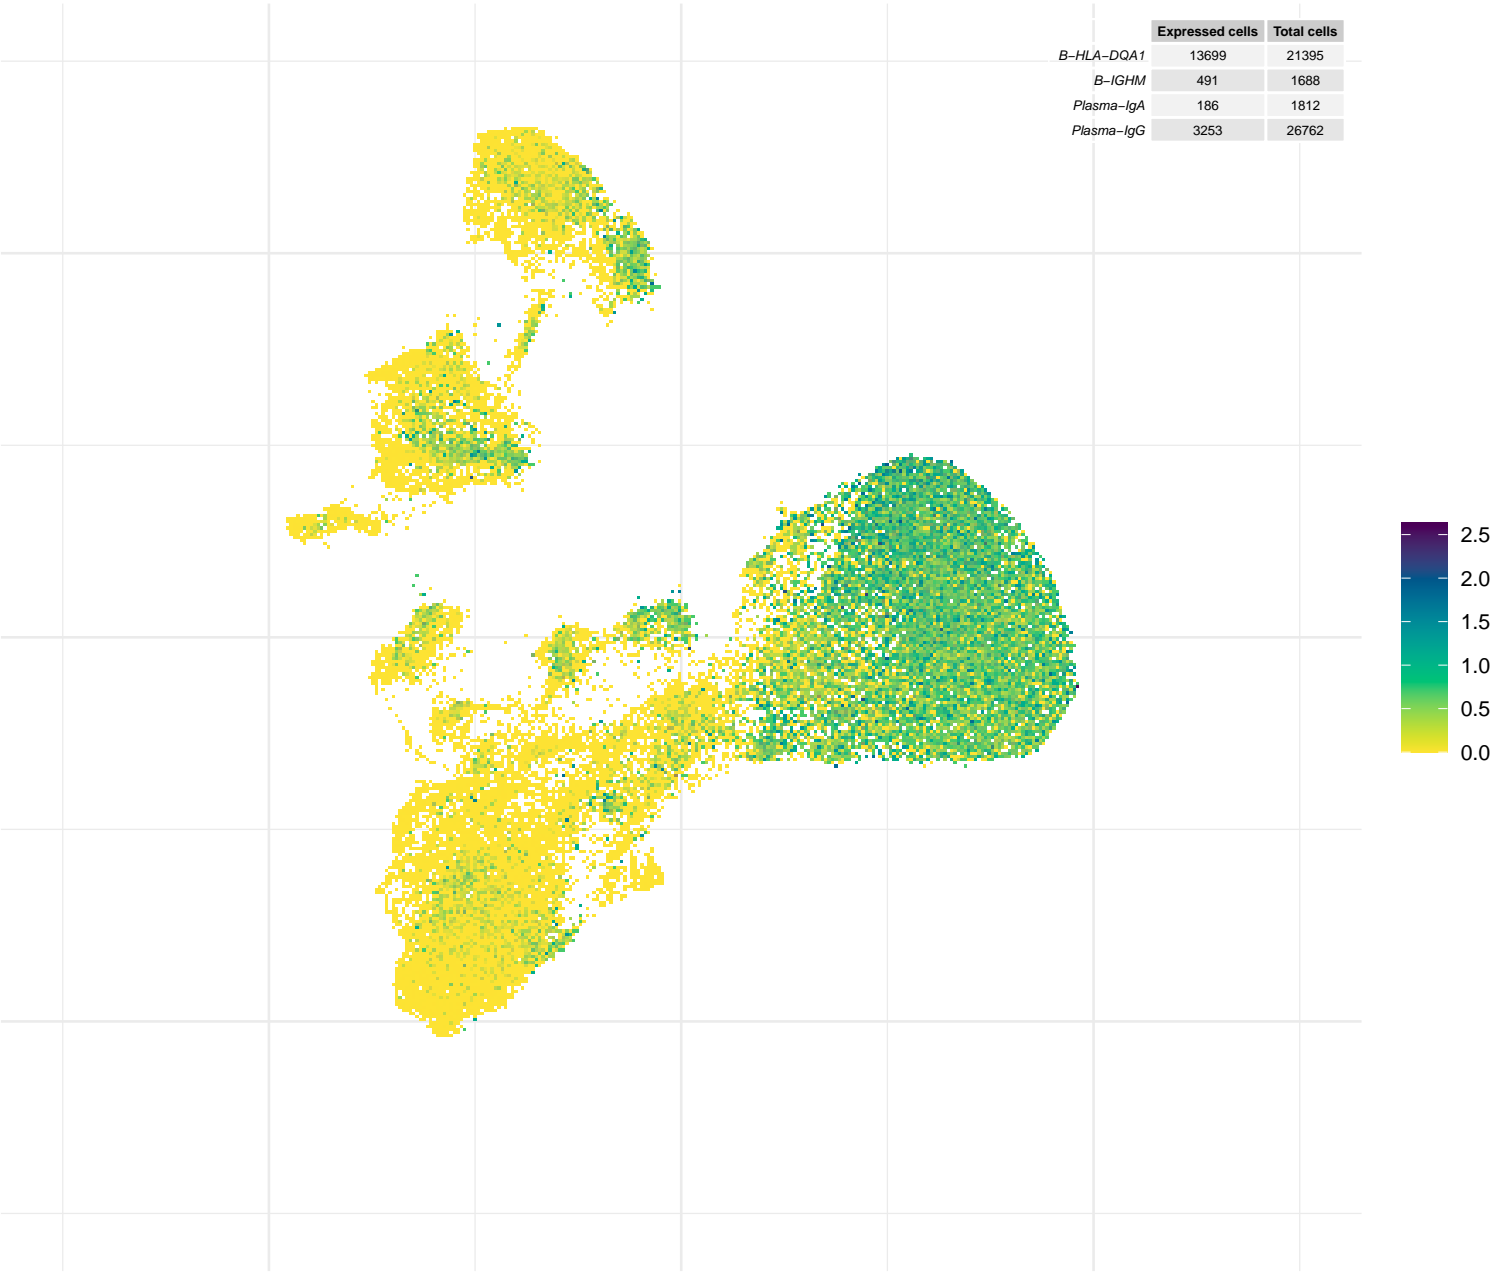 Expressed cells Total cells
B−HLA−DQA1 13699 21395
B−IGHM 491 1688
Plasma−IgA 186 1812
Plasma−IgG 3253 26762
2.5
2.0
1.5
1.0
0.5
0.0